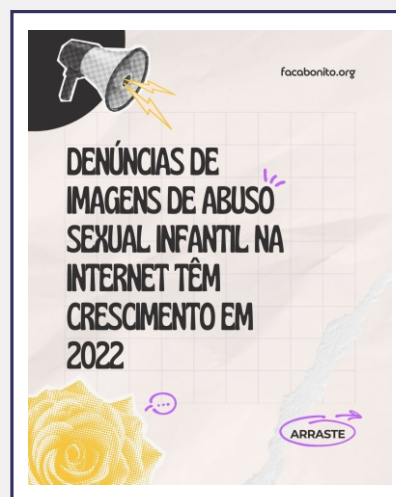 facabonito.org
DENÚNCIAS DE
IMAGENS DE ABUSO
SEXUAL INFANTIL NA
INTERNET TÊM
CRESCIMENTO EM
2022
ARRASTE